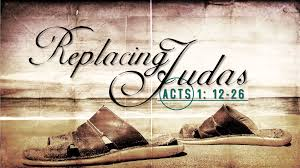 Replacing
Judas
ACTS 1: 12-26